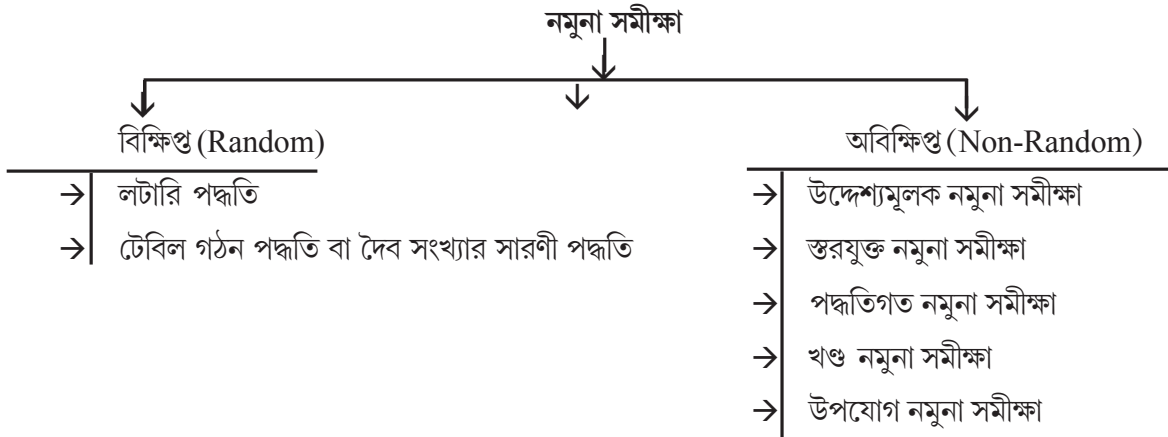 নমুনা সমীক্ষা
বিক্ষিপ্ত (Random)
লটারি পদ্ধতি
টেবিল গঠন পদ্ধতি বা দৈব সংখ্যার সারণী পদ্ধতি
অবিক্ষিপ্ত (Non-Random)
উদ্দেশ্যমূলক নমুনা সমীক্ষা
স্তরযুক্ত নমুনা সমীক্ষা
পদ্ধতিগত নমুনা সমীক্ষা
খণ্ড নমুনা সমীক্ষা
উপযোগ নমুনা সমীক্ষা